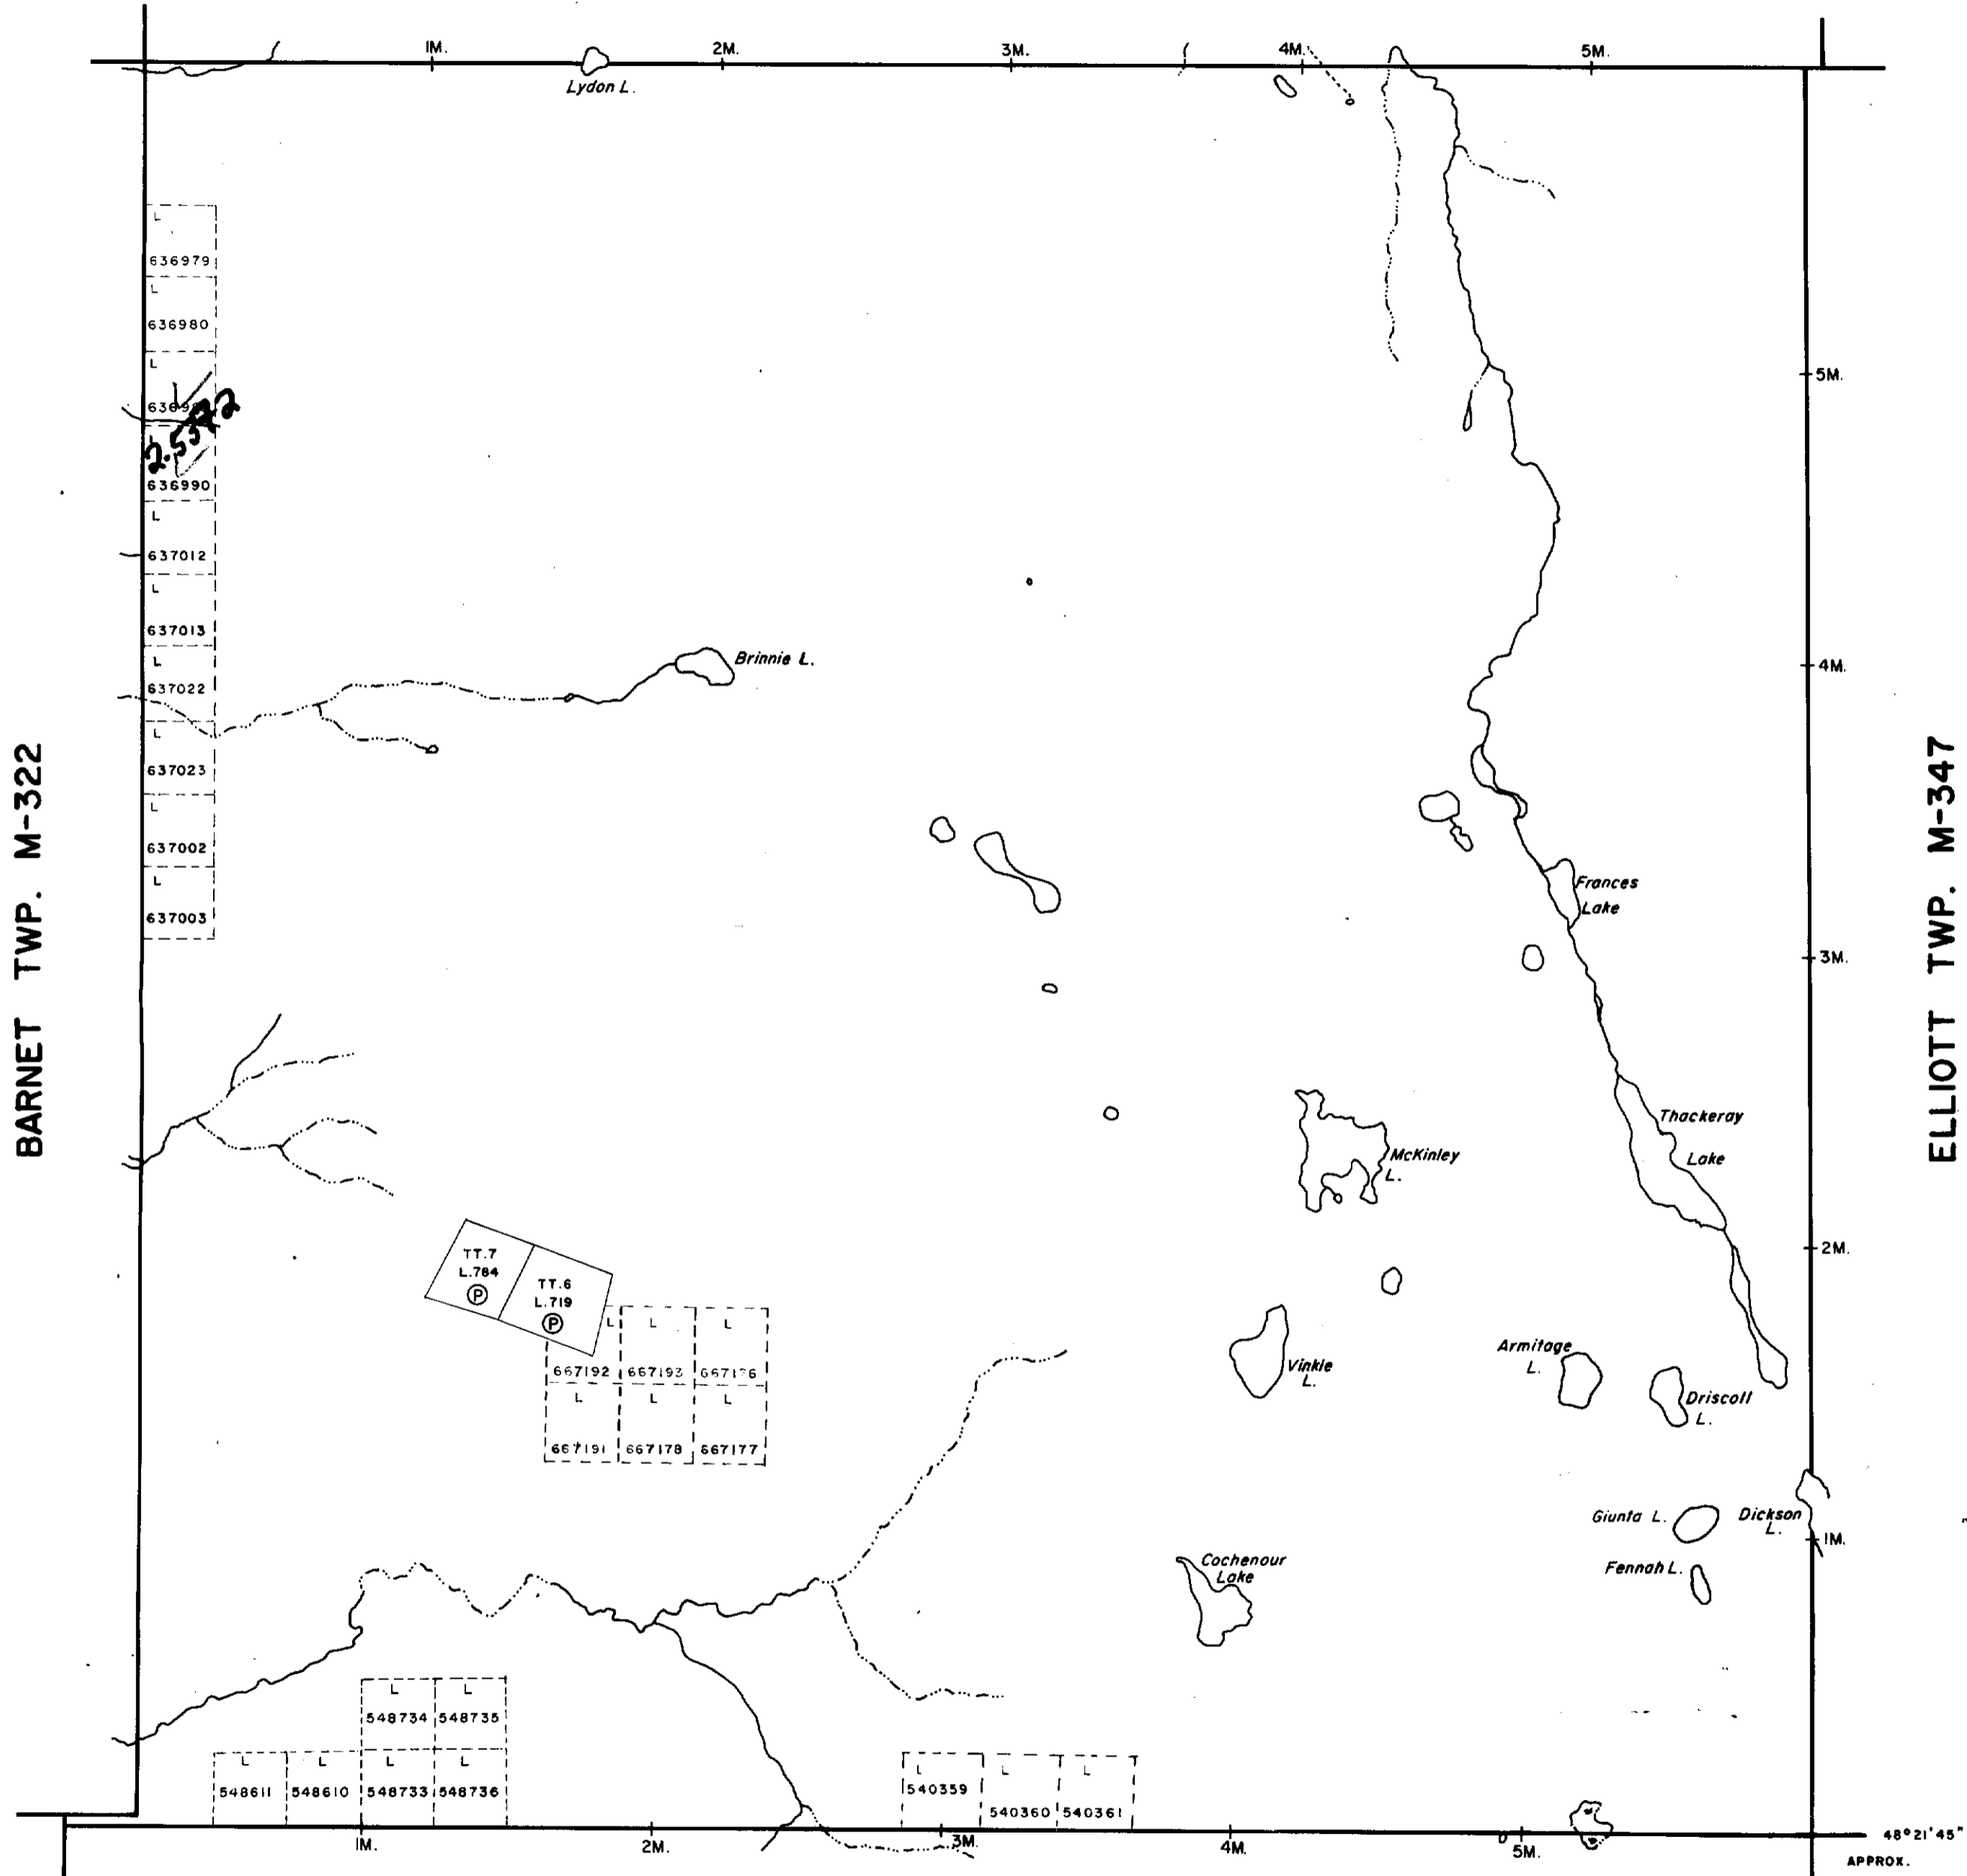 1M.
2M.
3M.
4M.
5M.
Lydon L.
L
636979
L
636980
L
2.5372
L
636990
L
637012
L
637013
L
637022
L
637023
L
637002
L
637003
5M.
4M.
3M.
2M.
1M.
Brinnie L.
BARNET TWP. M-322
ELLIOTT TWP. M-347
Frances
Lake
Thackeray
Lake
McKinley
L.
TT.7
L.784
P
TT.6
L.719
P
L
L
L
667192
667193
667176
L
L
L
667191
667178
667177
Vinkle
L.
Armitage
L.
Driscoll
L.
Giunta L.
Dickson
L.
Fennah L.
Cochenour
Lake
L
L
548734
548735
L
L
L
L
548611
548610
548733
548736
L
L
L
540359
540360
540361
1M.
2M.
3M.
4M.
5M.
48°21'45"
APPROX.